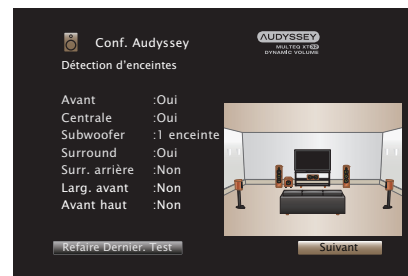 Conf. Audyssey
AUDYSSEY
MULTEQ XT32
DYNAMIC VOLUME
Détection d'enceintes
Avant :Oui
Centrale :Oui
Subwoofer :1 enceinte
Surround :Oui
Surr. arrière :Non
Larg. avant :Non
Avant haut :Non
Refaire Dernier. Test
Suivant